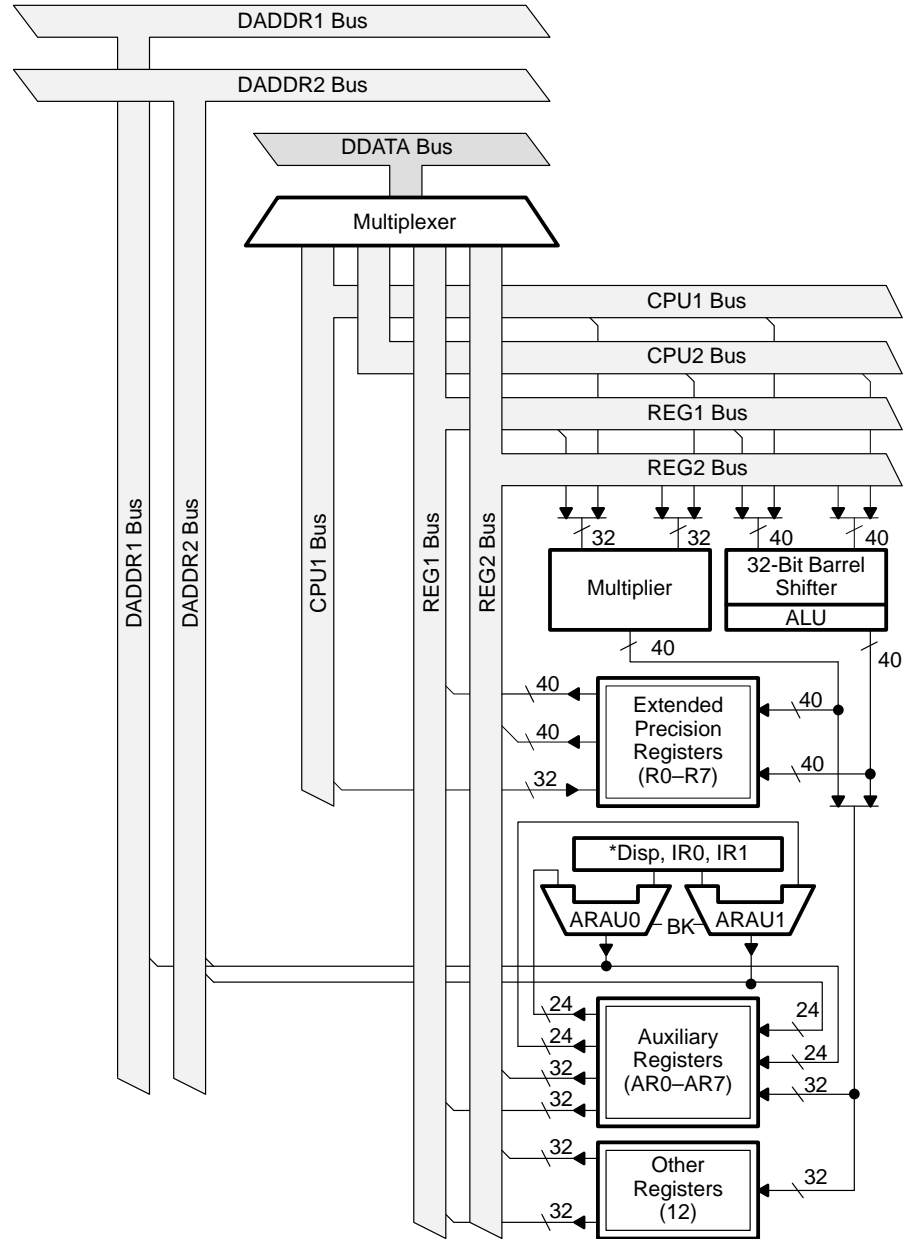 DADDR1 Bus
DADDR2 Bus
DDATA Bus
Multiplexer
CPU1 Bus
CPU2 Bus
REG1 Bus
REG2 Bus
DADDR1 Bus
DADDR2 Bus
CPU1 Bus
REG1 Bus
REG2 Bus
32
32
40
40
Multiplier
32-Bit Barrel
Shifter
ALU
40
40
40
40
32
Extended
Precision
Registers
(R0–R7)
40
40
*Disp, IR0, IR1
ARAU0
BK
ARAU1
24
24
32
32
Auxiliary
Registers
(AR0–AR7)
24
24
32
32
32
Other
Registers
(12)
32